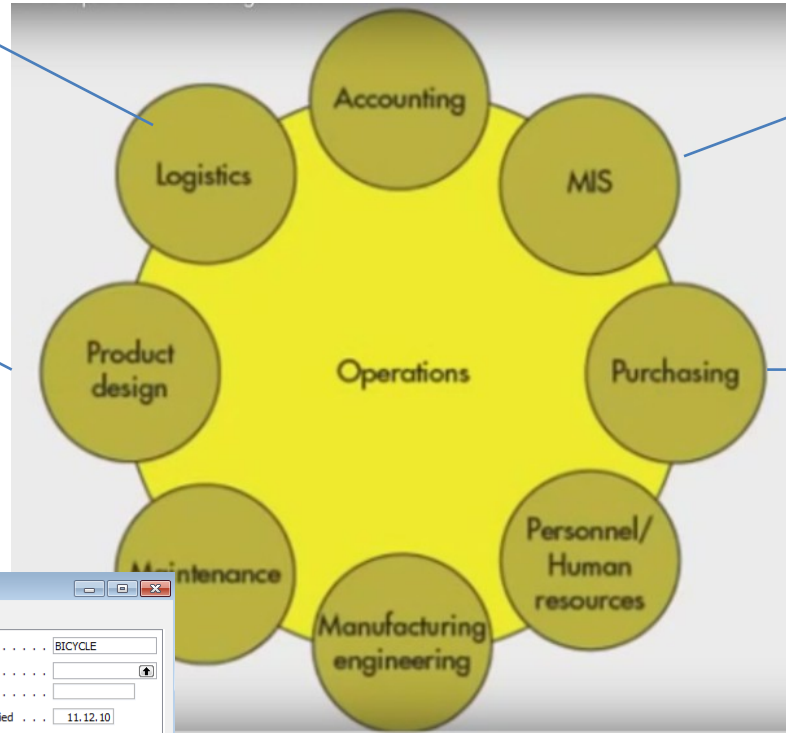 Accounting
Logistics
MIS
Product
design
Operations
Purchasing
Maintenance
Personnel/
Human
resources
Manufacturing
engineering
BICYCLE
11.12.10